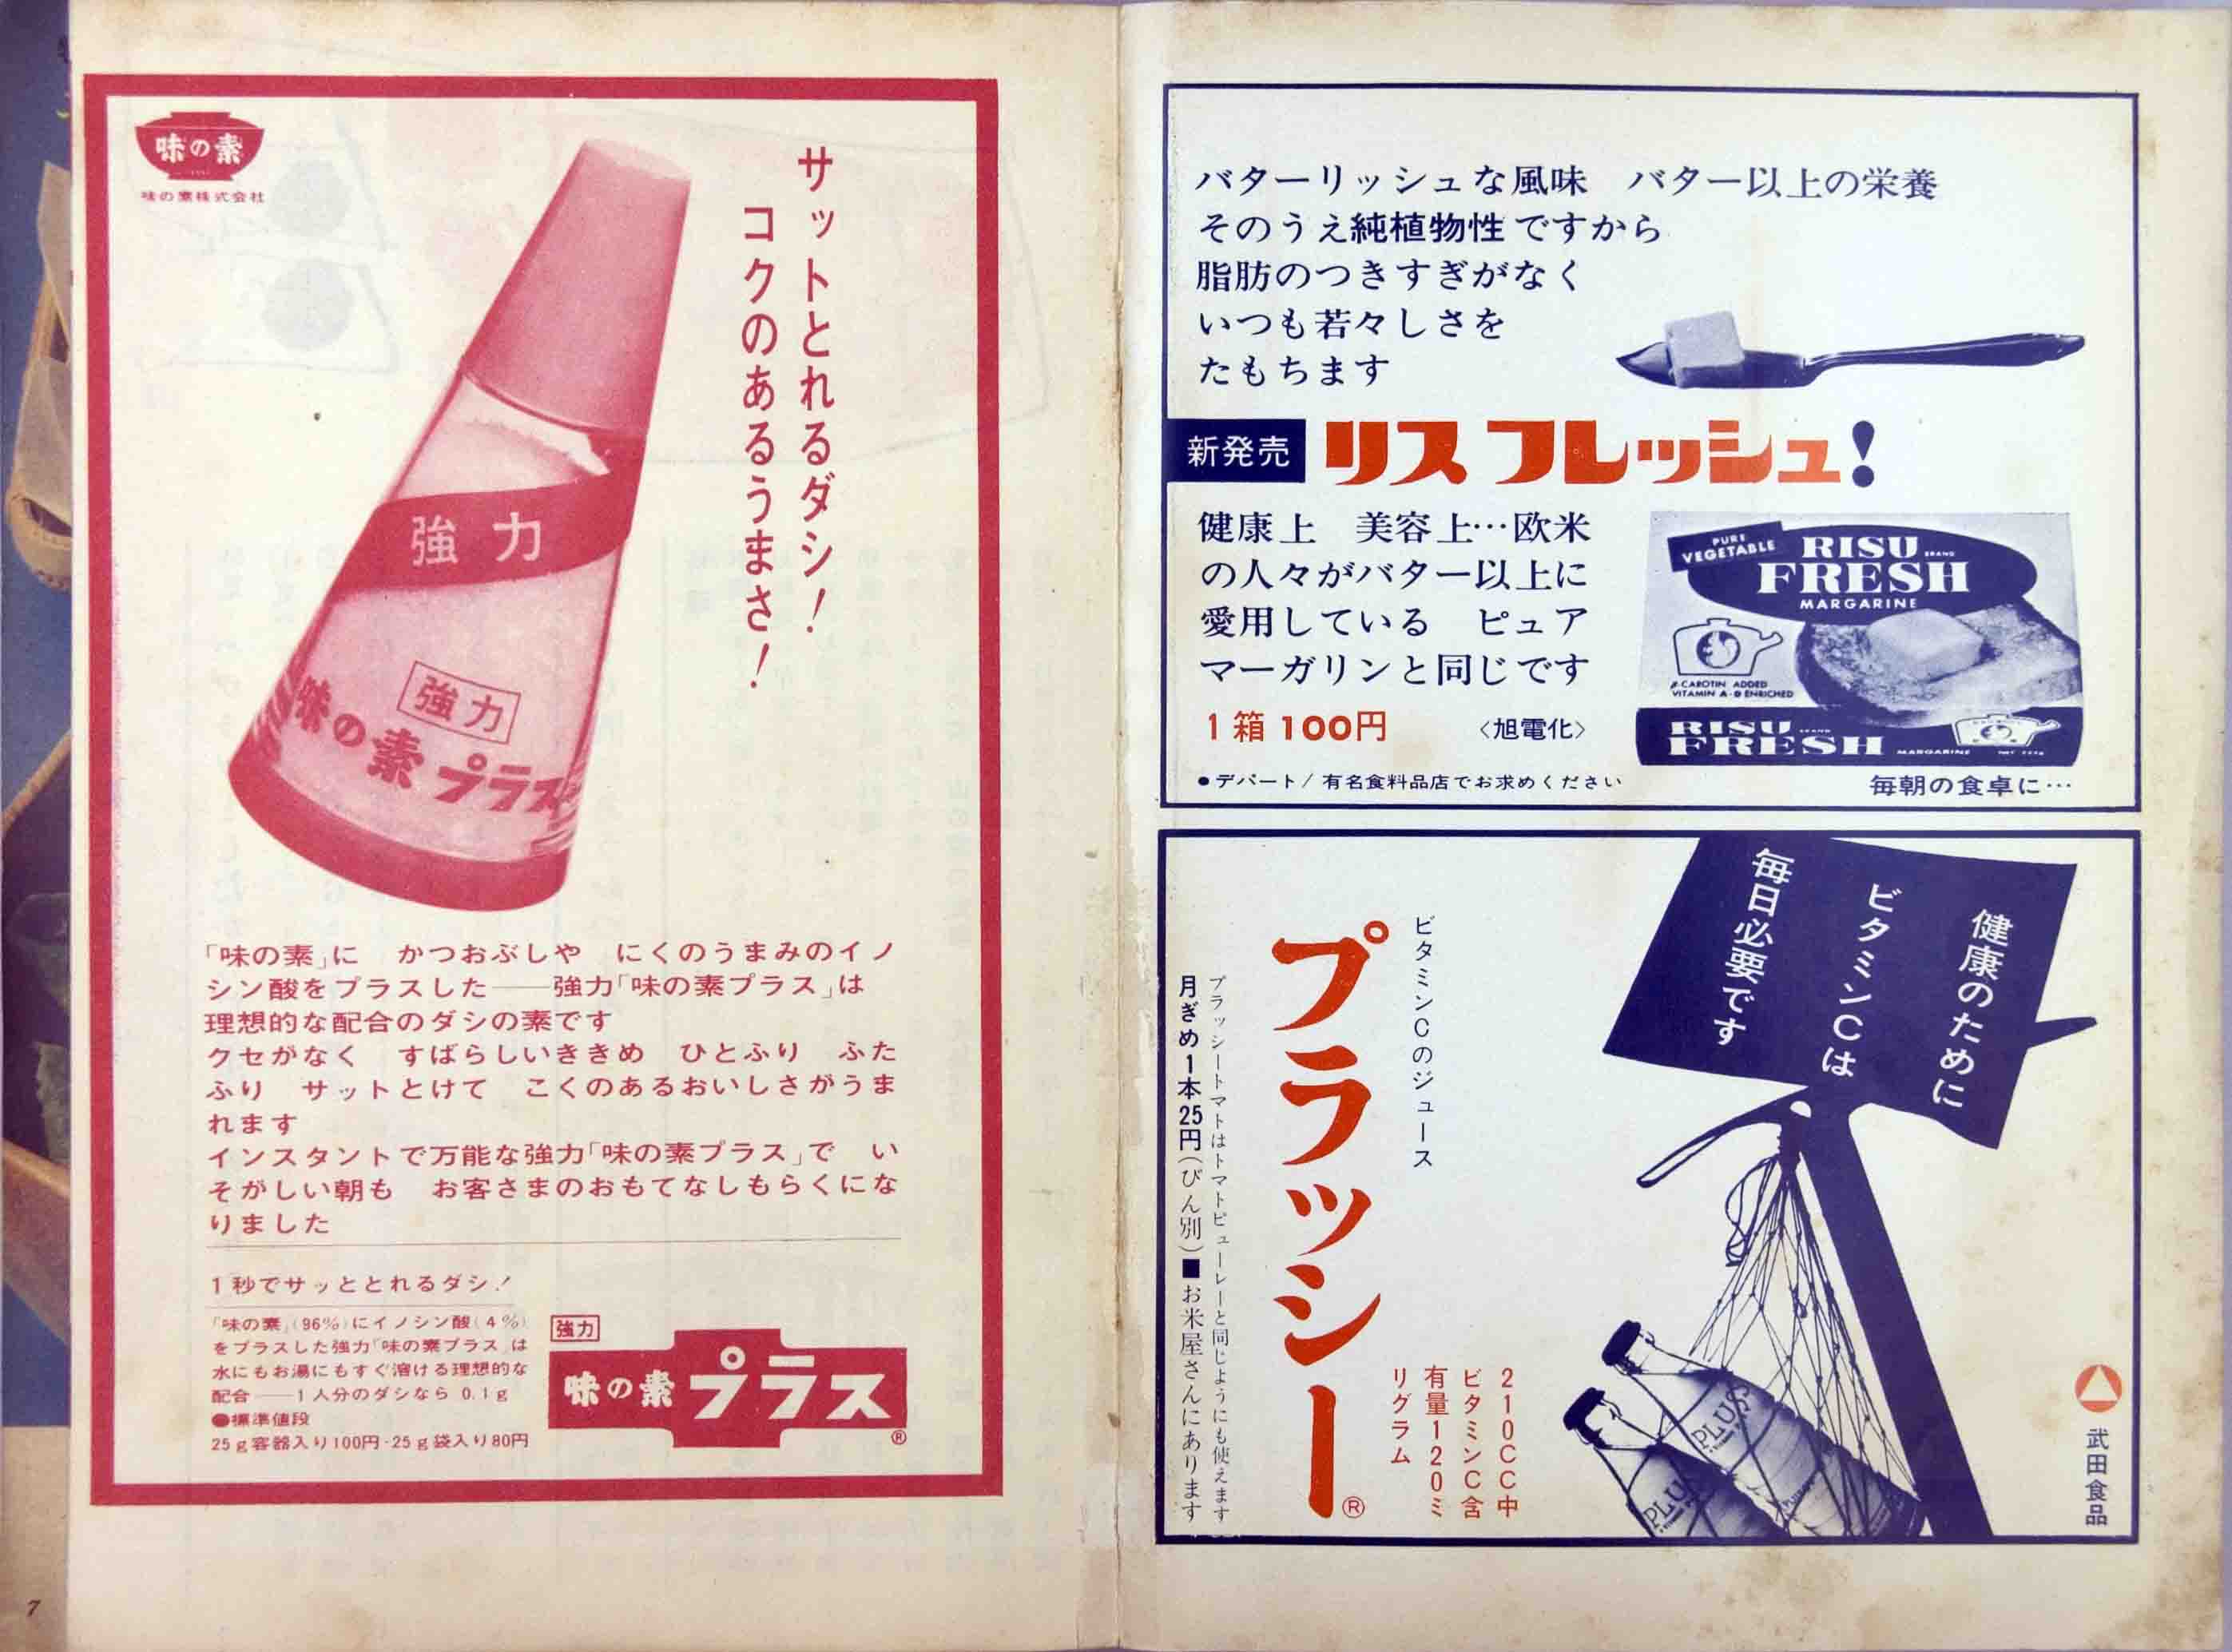 味の素
味の素株式会社
サットとれるダシ!
コクのあるうまさ!
強力
強力
味の素プラス
「味の素」に　かつおぶしや　にくのうまみのイノ
シン酸をプラスした——強力「味の素プラス」は
理想的な配合のダシの素です
クセがなく　すばらしいききめ　ひとふり　ふた
ふり　サットとけて　こくのあるおいしさがうま
れます
インスタントで万能な強力「味の素プラス」で　い
そがしい朝も　お客さまのおもてなしもらくにな
りました
1秒でサッととれるダシ!
「味の素」(96%)にイノシン酸(4%)
をプラスした強力「味の素プラス」は
水にもお湯にもすぐ溶ける理想的な
配合——1人分のダシなら 0.1g
●標準値段
25g容器入り100円·25g袋入り80円
強力
味の素プラス®
7
バターリッシュな風味　バター以上の栄養
そのうえ純植物性ですから
脂肪のつきすぎがなく
いつも若々しさを
たもちます
新発売 リスフレッシュ!
健康上　美容上…欧米
の人々がバター以上に
愛用している　ピュア
マーガリンと同じです
1箱100円　〈旭電化〉
●デパート/有名食料品店でお求めください
PURE
VEGETABLE
RISU BRAND
FRESH
MARGARINE
β-CAROTIN ADDED
VITAMIN A·D ENRICHED
RISU
FRESH MARGARINE
毎朝の食卓に…
健康のために
ビタミンCは
毎日必要です
ビタミンCのジュース
プラッシー®
210CC中
ビタミンC含
有量120ミ
リグラム
プラッシートマトはトマトピューレーと同じようにも使えます
月ぎめ1本25円(びん別)■お米屋さんにあります
PLUS
PLUS
武田食品